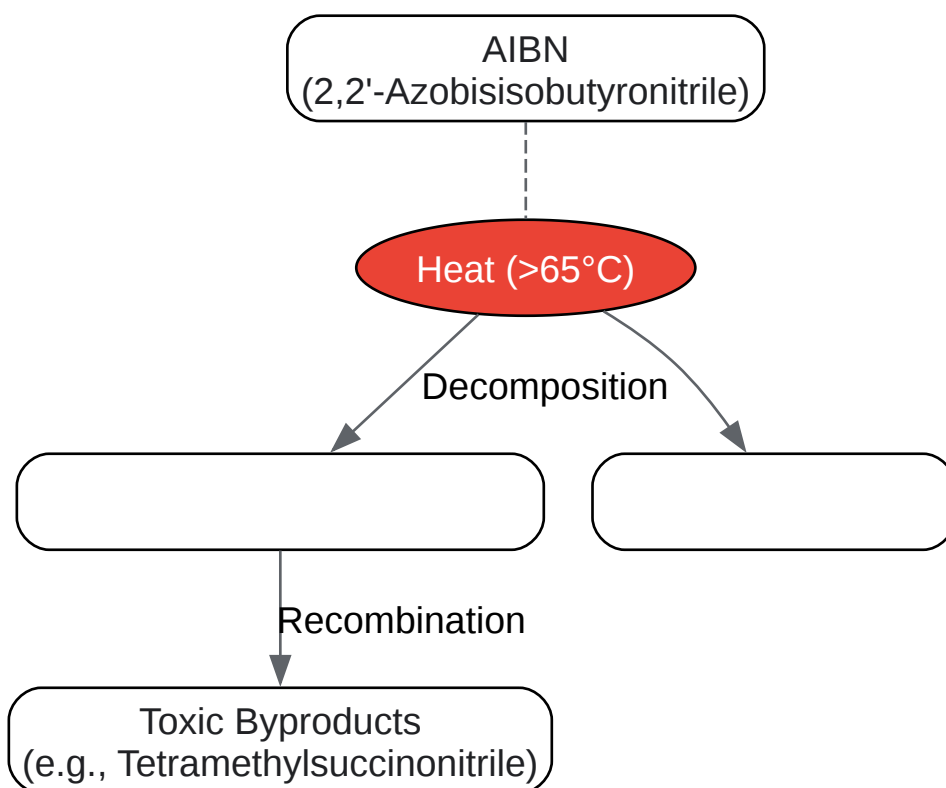 AIBN
(2,2'-Azobisisobutyronitrile)
Heat (>65°C)
Decomposition
Recombination
Toxic Byproducts
(e.g., Tetramethylsuccinonitrile)